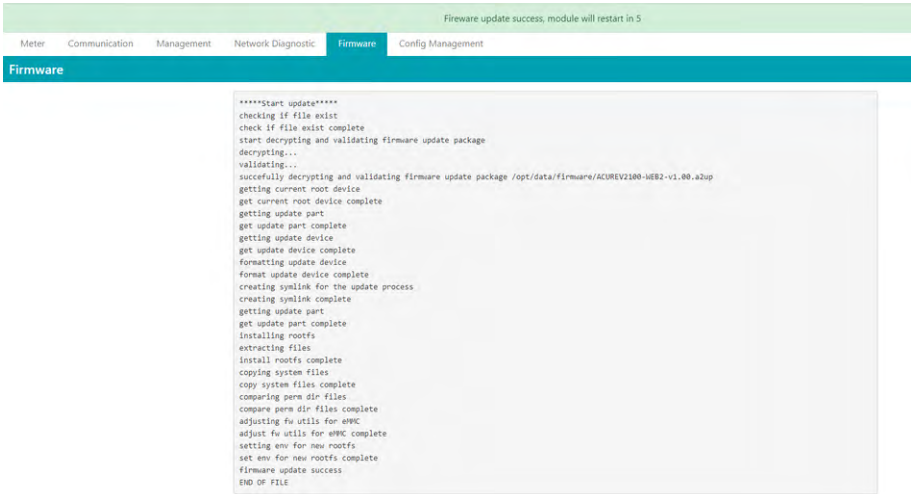 Fireware update success, module will restart in 5
Meter Communication Management Network Diagnostic Firmware Config Management
Firmware
*****Start update*****
checking if file exist
check if file exist complete
start decrypting and validating firmware update package
decrypting...
validating...
succefully decrypting and validating firmware update package /opt/data/firmware/ACUREV2100-WEB2-v1.00.a2up
getting current root device
get current root device complete
getting update part
get update part complete
getting update device
get update device complete
formatting update device
format update device complete
creating symlink for the update process
creating symlink complete
getting update part
get update part complete
installing rootfs
extracting files
install rootfs complete
copying system files
copy system files complete
comparing perm dir files
compare perm dir files complete
adjusting fw utils for eMMC
adjust fw utils for eMMC complete
setting env for new rootfs
set env for new rootfs complete
firmware update success
END OF FILE